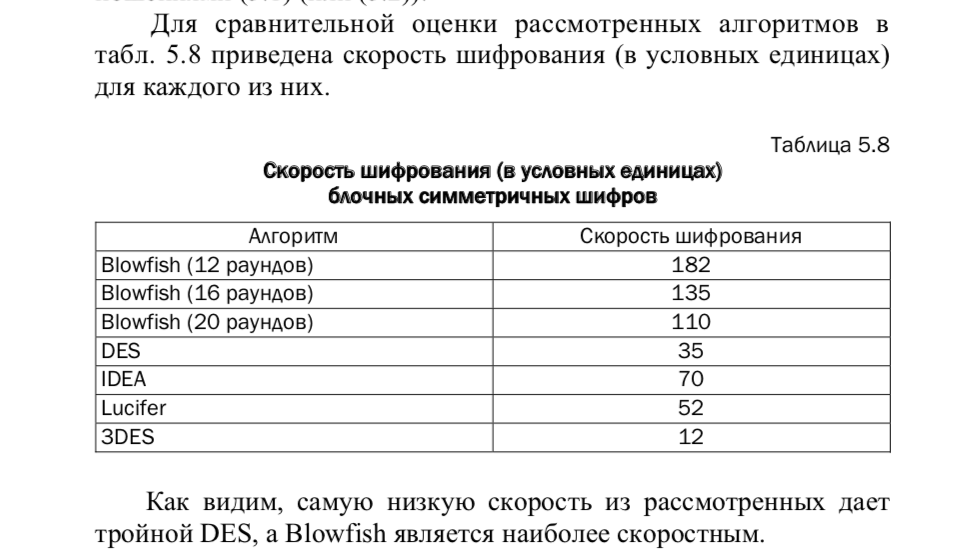 Для сравнительной оценки рассмотренных алгоритмов в
табл. 5.8 приведена скорость шифрования (в условных единицах)
для каждого из них.
Таблица 5.8
Скорость шифрования (в условных единицах)
блочных симметричных шифров
Алгоритм Скорость шифрования
Blowfish (12 раундов) 182
Blowfish (16 раундов) 135
Blowfish (20 раундов) 110
DES 35
IDEA 70
Lucifer 52
3DES 12
Как видим, самую низкую скорость из рассмотренных дает
тройной DES, а Blowfish является наиболее скоростным.